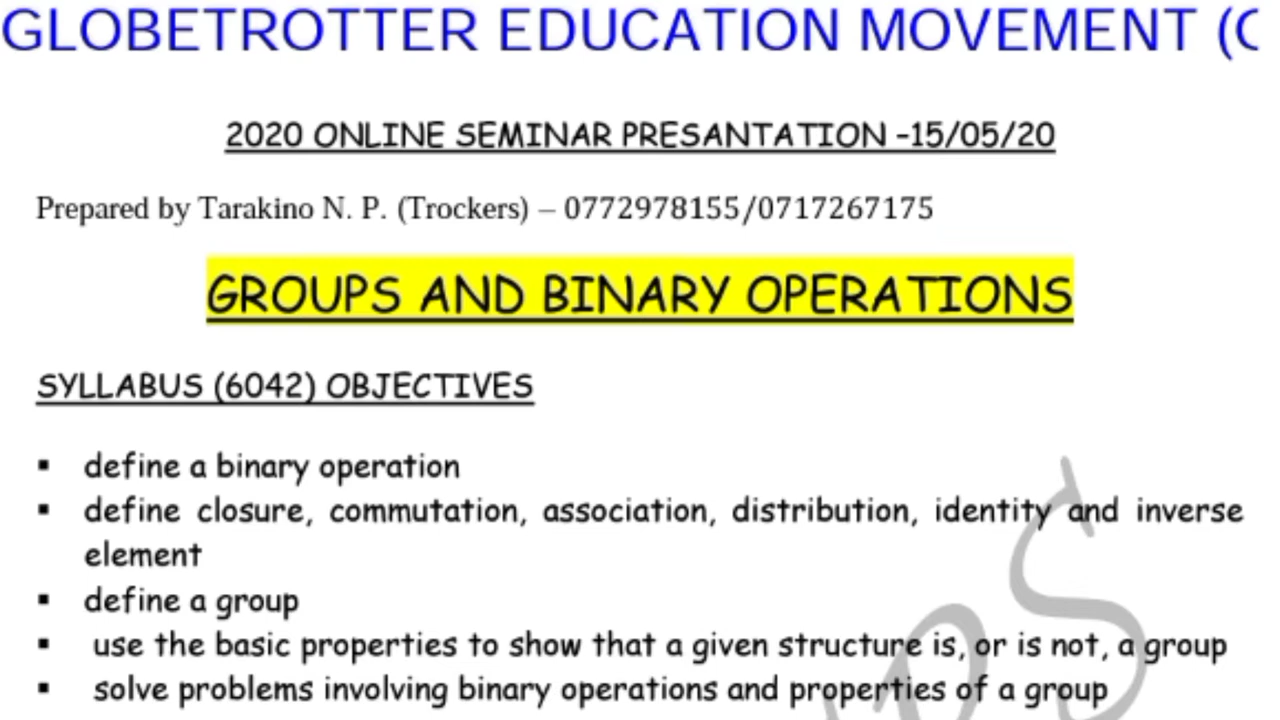 GLOBETROTTER EDUCATION MOVEMENT (
2020 ONLINE SEMINAR PRESANTATION –15/05/20
Prepared by Tarakino N. P. (Trockers) – 0772978155/0717267175
GROUPS AND BINARY OPERATIONS
SYLLABUS (6042) OBJECTIVES
▪ define a binary operation
▪ define closure, commutation, association, distribution, identity and inverse
element
▪ define a group
▪ use the basic properties to show that a given structure is, or is not, a group
▪ solve problems involving binary operations and properties of a group